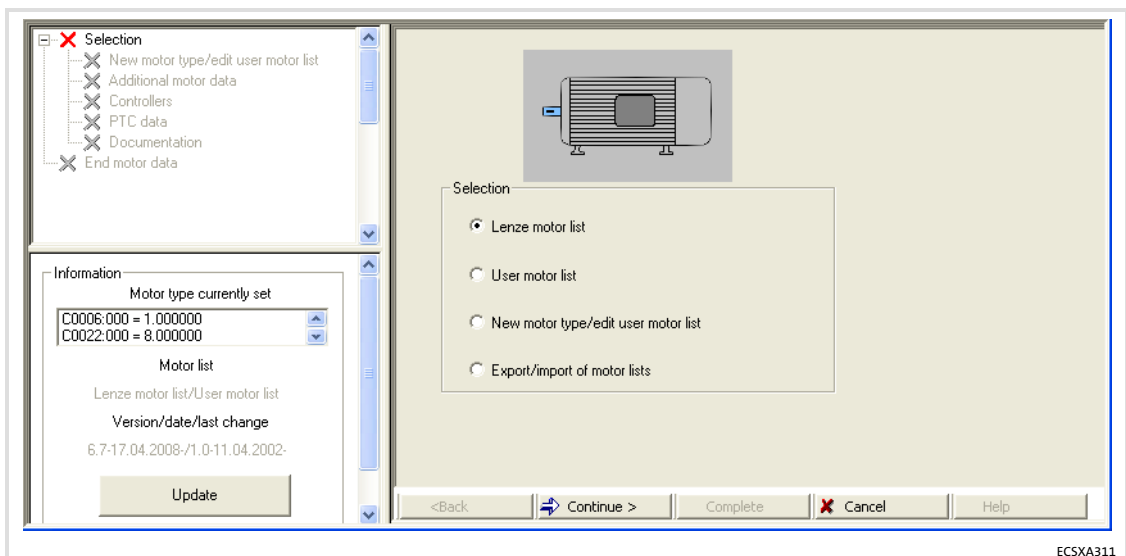 Selection
New motor type/edit user motor list
Additional motor data
Controllers
PTC data
Documentation
End motor data
Information
Motor type currently set
C0006:000 = 1.000000
C0022:000 = 8.000000
Motor list
Lenze motor list/User motor list
Version/date/last change
6.7-17.04.2008-/1.0-11.04.2002-
Update
Selection
Lenze motor list
User motor list
New motor type/edit user motor list
Export/import of motor lists
<Back
Continue >
Complete
Cancel
Help
ECSXA311